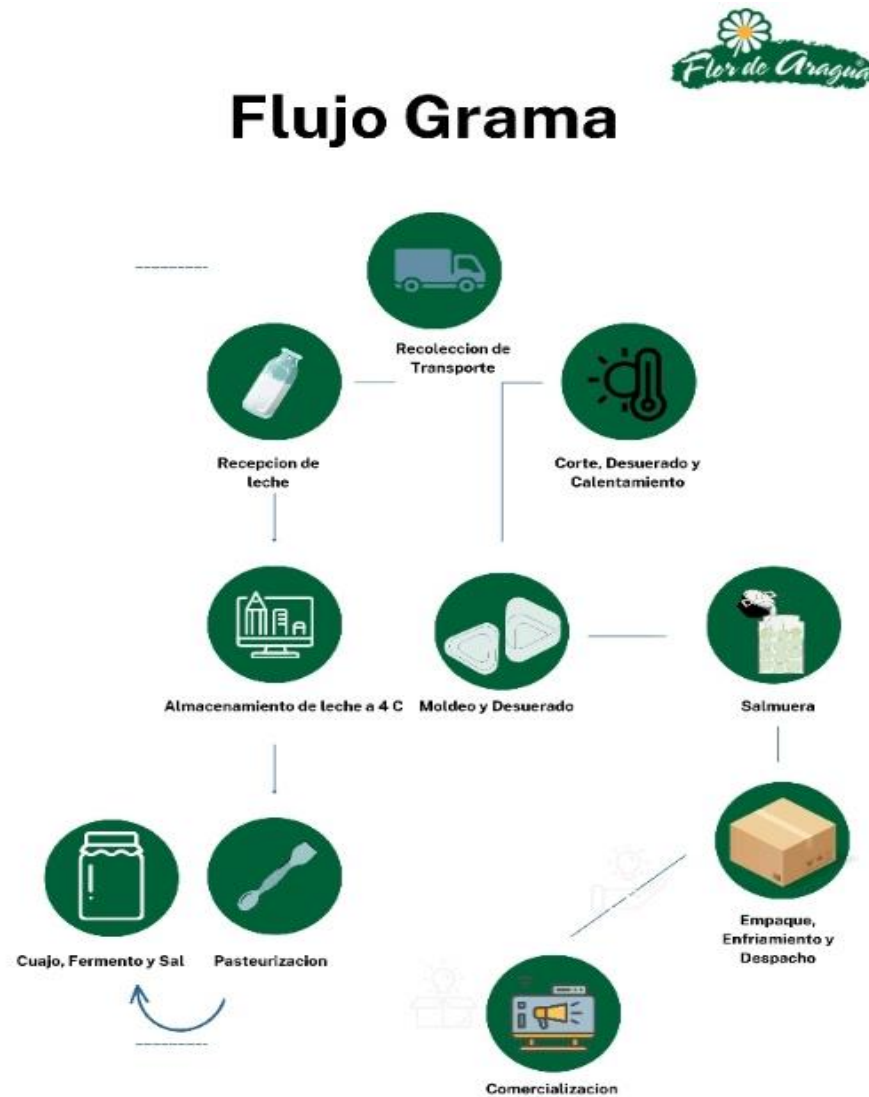 Flor de Aragua
Flujo Grama
Recoleccion de
Transporte
Recepcion de
leche
Corte, Desuerado y
Calentamiento
Almacenamiento de leche a 4 C
Moldeo y Desuerado
Salmuera
Cuajo, Fermento y Sal
Pasteurizacion
Empaque,
Enfriamiento y
Despacho
Comercializacion